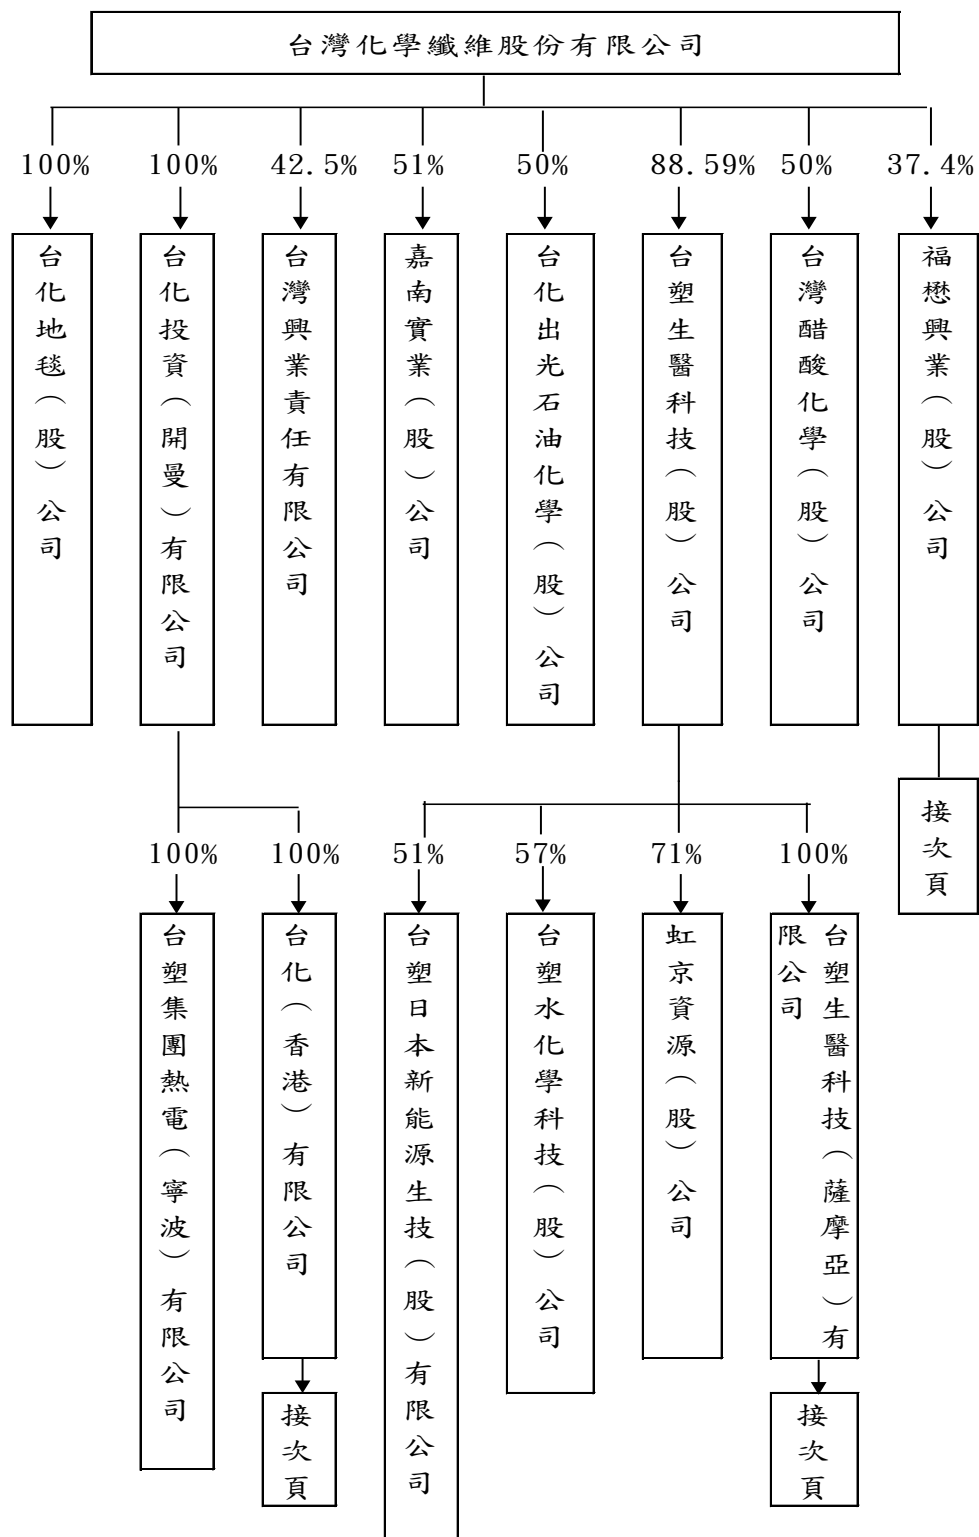 台灣化學纖維股份有限公司
100%
100%
42.5%
51%
50%
88.59%
50%
37.4%
台化地毯（股）公司
台化投資（開曼）有限公司
台灣興業責任有限公司
嘉南實業（股）公司
台化出光石油化學（股）公司
台塑生醫科技（股）公司
台灣醋酸化學（股）公司
福懋興業（股）公司
接次頁
100%
100%
51%
57%
71%
100%
台塑集團熱電（寧波）有限公司
台化（香港）有限公司
台塑日本新能源生技（股）有限公司
台塑水化學科技（股）公司
虹京資源（股）公司
台塑生醫科技（薩摩亞）有
限公司
接次頁
接次頁